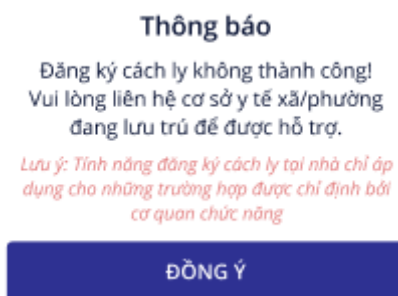 Thông báo
Đăng ký cách ly không thành công!
Vui lòng liên hệ cơ sở y tế xã/phường
đang lưu trú để được hỗ trợ.
Lưu ý: Tính năng đăng ký cách ly tại nhà chỉ áp
dụng cho những trường hợp được chỉ định bởi
cơ quan chức năng
ĐỒNG Ý